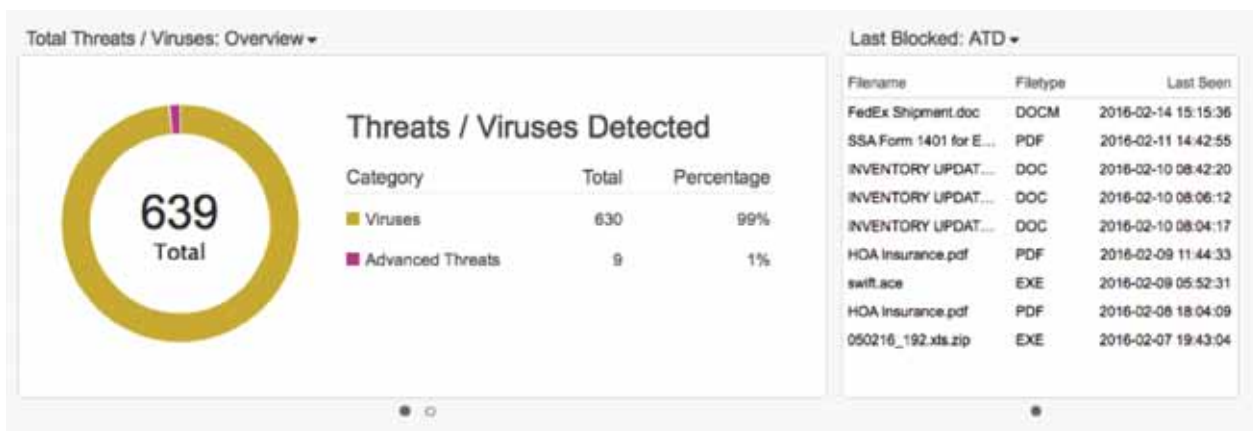 Total Threats / Viruses: Overview
639
Total
Threats / Viruses Detected
Category Total Percentage
Viruses 630 99%
Advanced Threats 9 1%
Last Blocked: ATD
Filename Filetype Last Seen
FedEx Shipment.doc DOCM 2016-02-14 15:15:36
SSA Form 1401 for E... PDF 2016-02-11 14:42:55
INVENTORY UPDAT... DOC 2016-02-10 08:42:20
INVENTORY UPDAT... DOC 2016-02-10 08:06:12
INVENTORY UPDAT... DOC 2016-02-10 08:04:17
HOA Insurance.pdf PDF 2016-02-09 11:44:33
swift.ace EXE 2016-02-09 05:52:31
HOA Insurance.pdf PDF 2016-02-08 18:04:09
050216_192.xls.zip EXE 2016-02-07 19:43:04